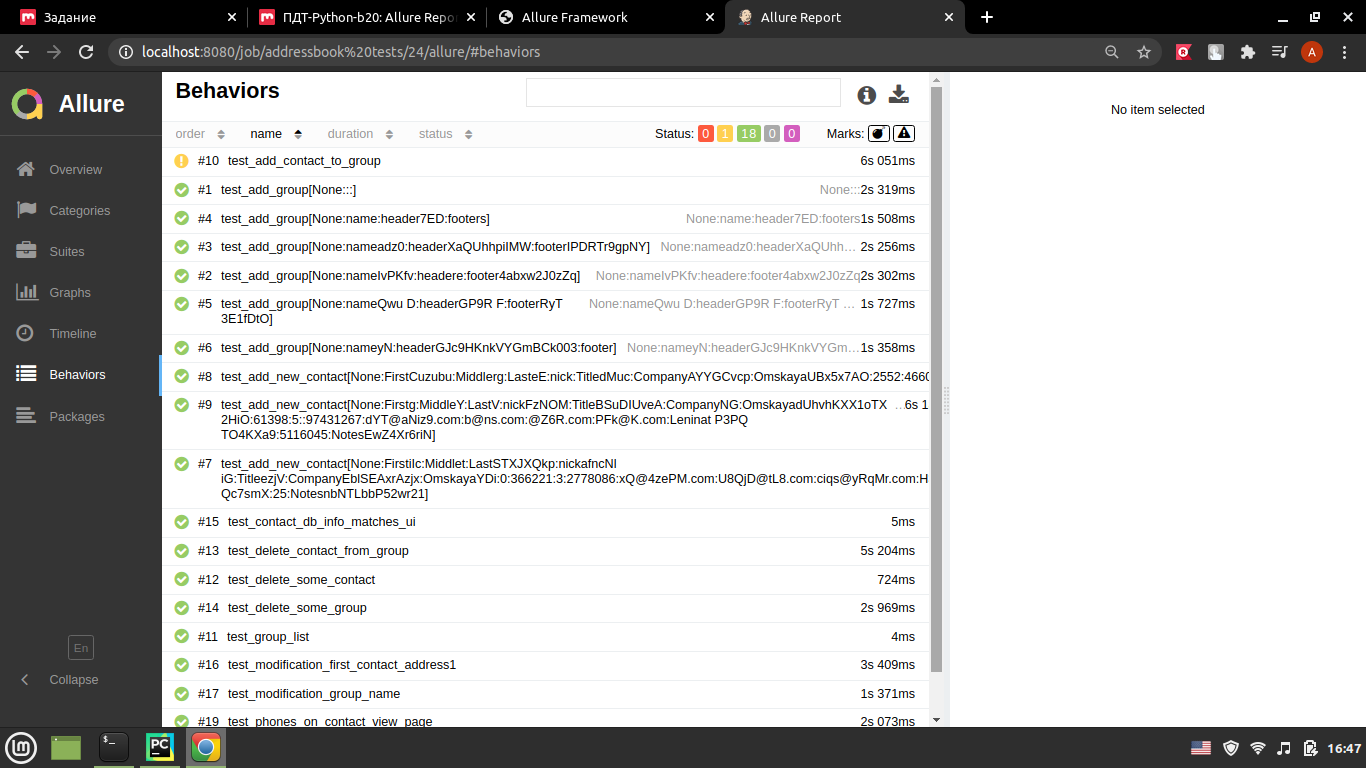 Задание
ПДТ-Python-b20: Allure Repor
Allure Framework
Allure Report
localhost:8080/job/addressbook%20tests/24/allure/#behaviors
A
Allure
Overview
Categories
Suites
Graphs
Timeline
Behaviors
Packages
En
Collapse
Behaviors
order name duration status Status: 0 1 18 0 0 Marks:
#10 test_add_contact_to_group 6s 051ms
#1 test_add_group[None:::] None:::2s 319ms
#4 test_add_group[None:name:header7ED:footers] None:name:header7ED:footers1s 508ms
#3 test_add_group[None:nameadz0:headerXaQUhhpiIMW:footerIPDRTr9gpNY] None:nameadz0:headerXaQUhh… 2s 256ms
#2 test_add_group[None:nameIvPKfv:headere:footer4abxw2J0zZq] None:nameIvPKfv:headere:footer4abxw2J0zZq2s 302ms
#5 test_add_group[None:nameQwu D:headerGP9R F:footerRyT None:nameQwu D:headerGP9R F:footerRyT … 1s 727ms
3E1fDtO]
#6 test_add_group[None:nameyN:headerGJc9HKnkVYGmBCk003:footer] None:nameyN:headerGJc9HKnkVYGm…1s 358ms
#8 test_add_new_contact[None:FirstCuzubu:Middlerg:LasteE:nick:TitledMuc:CompanyAYYGCvcp:OmskayaUBx5x7AO:2552:4660
#9 test_add_new_contact[None:Firstg:MiddleY:LastV:nickFzNOM:TitleBSuDIUveA:CompanyNG:OmskayadUhvhKXX1oTX …6s 1
2HiO:61398:5::97431267:dYT@aNiz9.com:b@ns.com:@Z6R.com:PFk@K.com:Leninat P3PQ
TO4KXa9:5116045:NotesEwZ4Xr6riN]
#7 test_add_new_contact[None:FirstiIc:Middlet:LastSTXJXQkp:nickafncNl
iG:TitleezjV:CompanyEblSEAxrAzjx:OmskayaYDi:0:366221:3:2778086:xQ@4zePM.com:U8QjD@tL8.com:ciqs@yRqMr.com:H
Qc7smX:25:NotesnbNTLbbP52wr21]
#15 test_contact_db_info_matches_ui 5ms
#13 test_delete_contact_from_group 5s 204ms
#12 test_delete_some_contact 724ms
#14 test_delete_some_group 2s 969ms
#11 test_group_list 4ms
#16 test_modification_first_contact_address1 3s 409ms
#17 test_modification_group_name 1s 371ms
#19 test_phones_on_contact_view_page 2s 073ms
No item selected
PC
16:47